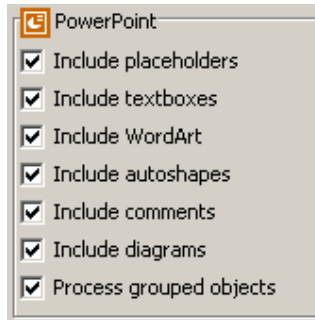 PowerPoint
Include placeholders
Include textboxes
Include WordArt
Include autoshapes
Include comments
Include diagrams
Process grouped objects